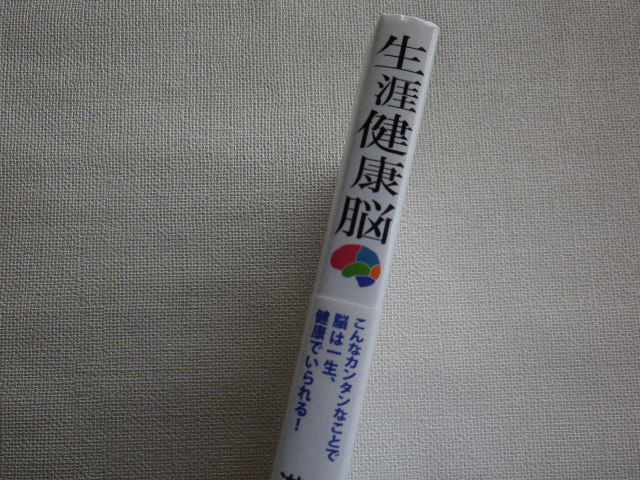 生涯健康脳
こんなカンタンなことで
脳は一生、
健康でいられる！